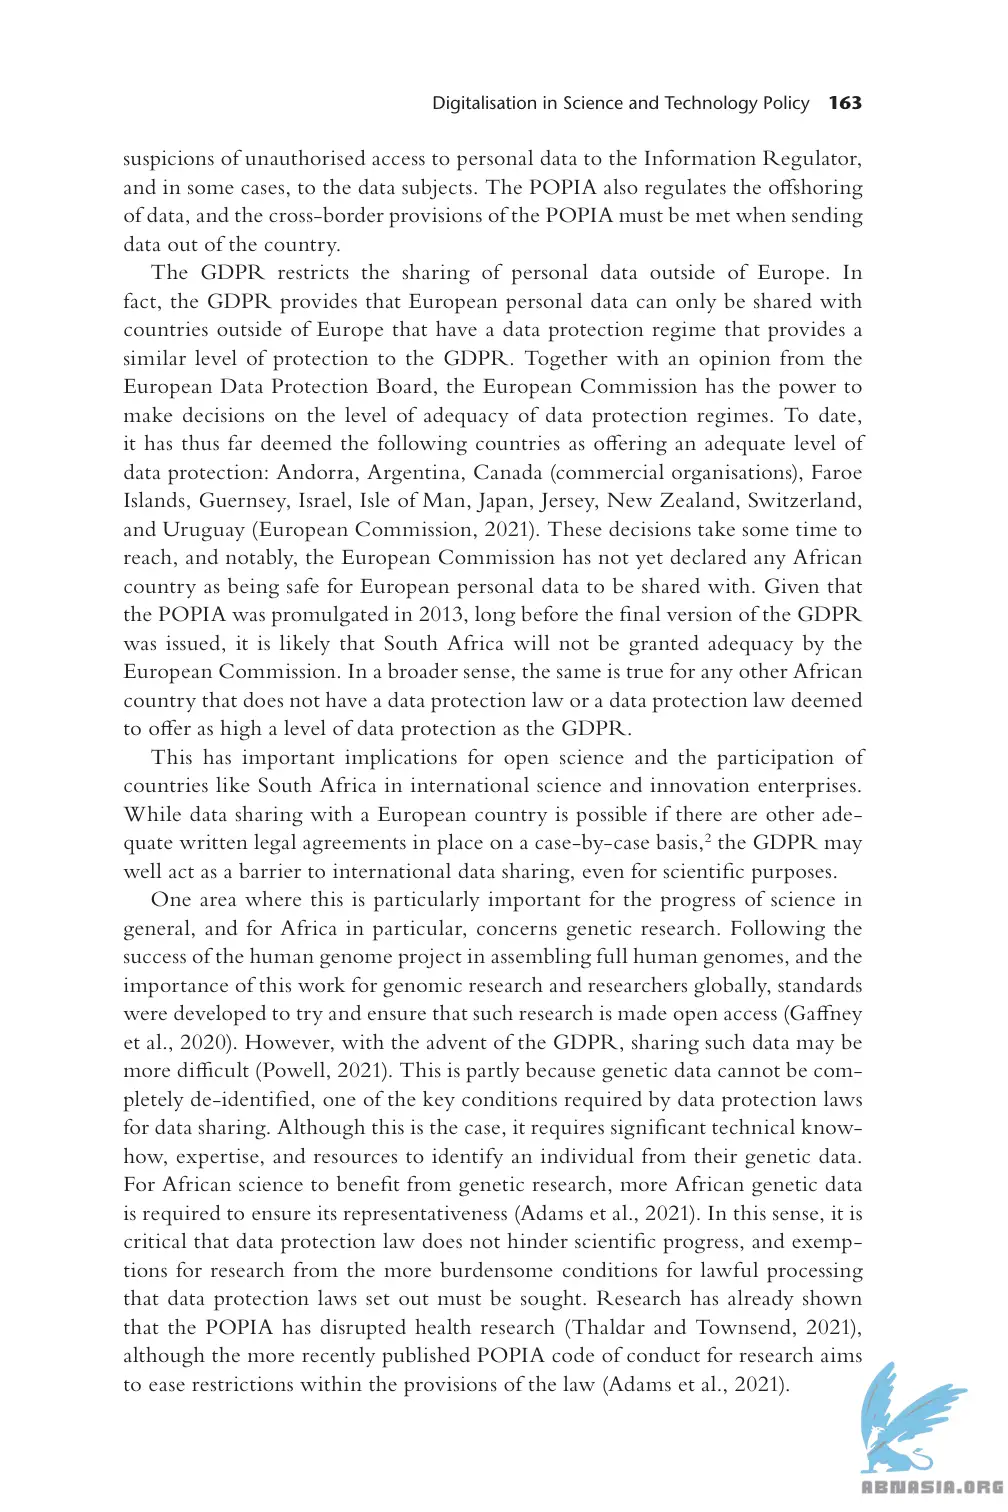 Digitalisation in Science and Technology Policy 163
suspicions of unauthorised access to personal data to the Information Regulator,
and in some cases, to the data subjects. The POPIA also regulates the offshoring
of data, and the cross-border provisions of the POPIA must be met when sending
data out of the country.
The GDPR restricts the sharing of personal data outside of Europe. In
fact, the GDPR provides that European personal data can only be shared with
countries outside of Europe that have a data protection regime that provides a
similar level of protection to the GDPR. Together with an opinion from the
European Data Protection Board, the European Commission has the power to
make decisions on the level of adequacy of data protection regimes. To date,
it has thus far deemed the following countries as offering an adequate level of
data protection: Andorra, Argentina, Canada (commercial organisations), Faroe
Islands, Guernsey, Israel, Isle of Man, Japan, Jersey, New Zealand, Switzerland,
and Uruguay (European Commission, 2021). These decisions take some time to
reach, and notably, the European Commission has not yet declared any African
country as being safe for European personal data to be shared with. Given that
the POPIA was promulgated in 2013, long before the final version of the GDPR
was issued, it is likely that South Africa will not be granted adequacy by the
European Commission. In a broader sense, the same is true for any other African
country that does not have a data protection law or a data protection law deemed
to offer as high a level of data protection as the GDPR.
This has important implications for open science and the participation of
countries like South Africa in international science and innovation enterprises.
While data sharing with a European country is possible if there are other ade-
quate written legal agreements in place on a case-by-case basis,² the GDPR may
well act as a barrier to international data sharing, even for scientific purposes.
One area where this is particularly important for the progress of science in
general, and for Africa in particular, concerns genetic research. Following the
success of the human genome project in assembling full human genomes, and the
importance of this work for genomic research and researchers globally, standards
were developed to try and ensure that such research is made open access (Gaffney
et al., 2020). However, with the advent of the GDPR, sharing such data may be
more difficult (Powell, 2021). This is partly because genetic data cannot be com-
pletely de-identified, one of the key conditions required by data protection laws
for data sharing. Although this is the case, it requires significant technical know-
how, expertise, and resources to identify an individual from their genetic data.
For African science to benefit from genetic research, more African genetic data
is required to ensure its representativeness (Adams et al., 2021). In this sense, it is
critical that data protection law does not hinder scientific progress, and exemp-
tions for research from the more burdensome conditions for lawful processing
that data protection laws set out must be sought. Research has already shown
that the POPIA has disrupted health research (Thaldar and Townsend, 2021),
although the more recently published POPIA code of conduct for research aims
to ease restrictions within the provisions of the law (Adams et al., 2021).
ABNASIA.ORG